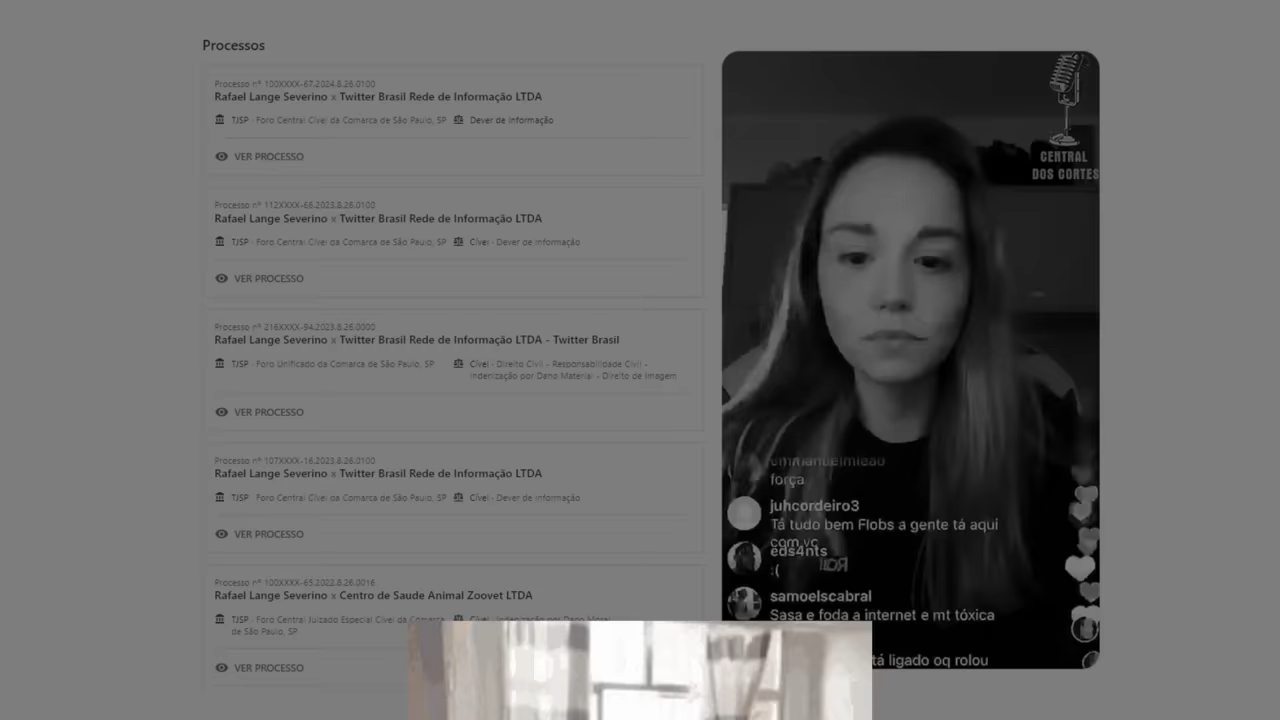 Processos
Processo nº 100XXXX-67.2024.8.26.0100
Rafael Lange Severino x Twitter Brasil Rede de Informação LTDA
TJSP · Foro Central Cível da Comarca de São Paulo, SP Dever de Informação
VER PROCESSO
Processo nº 112XXXX-66.2023.8.26.0100
Rafael Lange Severino x Twitter Brasil Rede de Informação LTDA
TJSP · Foro Central Cível da Comarca de São Paulo, SP Cível · Dever de Informação
VER PROCESSO
Processo nº 216XXXX-94.2023.8.26.0000
Rafael Lange Severino x Twitter Brasil Rede de Informação LTDA - Twitter Brasil
TJSP · Foro Unificado da Comarca de São Paulo, SP Cível · Direito Civil - Responsabilidade Civil -
Indenização por Dano Material - Direito de Imagem
VER PROCESSO
Processo nº 107XXXX-16.2023.8.26.0100
Rafael Lange Severino x Twitter Brasil Rede de Informação LTDA
TJSP · Foro Central Cível da Comarca de São Paulo, SP Cível · Dever de Informação
VER PROCESSO
Processo nº 100XXXX-65.2022.8.26.0016
Rafael Lange Severino x Centro de Saude Animal Zoovet LTDA
TJSP · Foro Central Juizado Especial Cível da Comarca Cível · Indenização por Dano Moral
de São Paulo, SP
VER PROCESSO
CENTRAL
DOS CORTES
força
juhcordeiro3
Tá tudo bem Flobs a gente tá aqui
com vc
eds4nts
:(
samoelscabral
Sasa e foda a internet e mt tóxica
tá ligado oq rolou